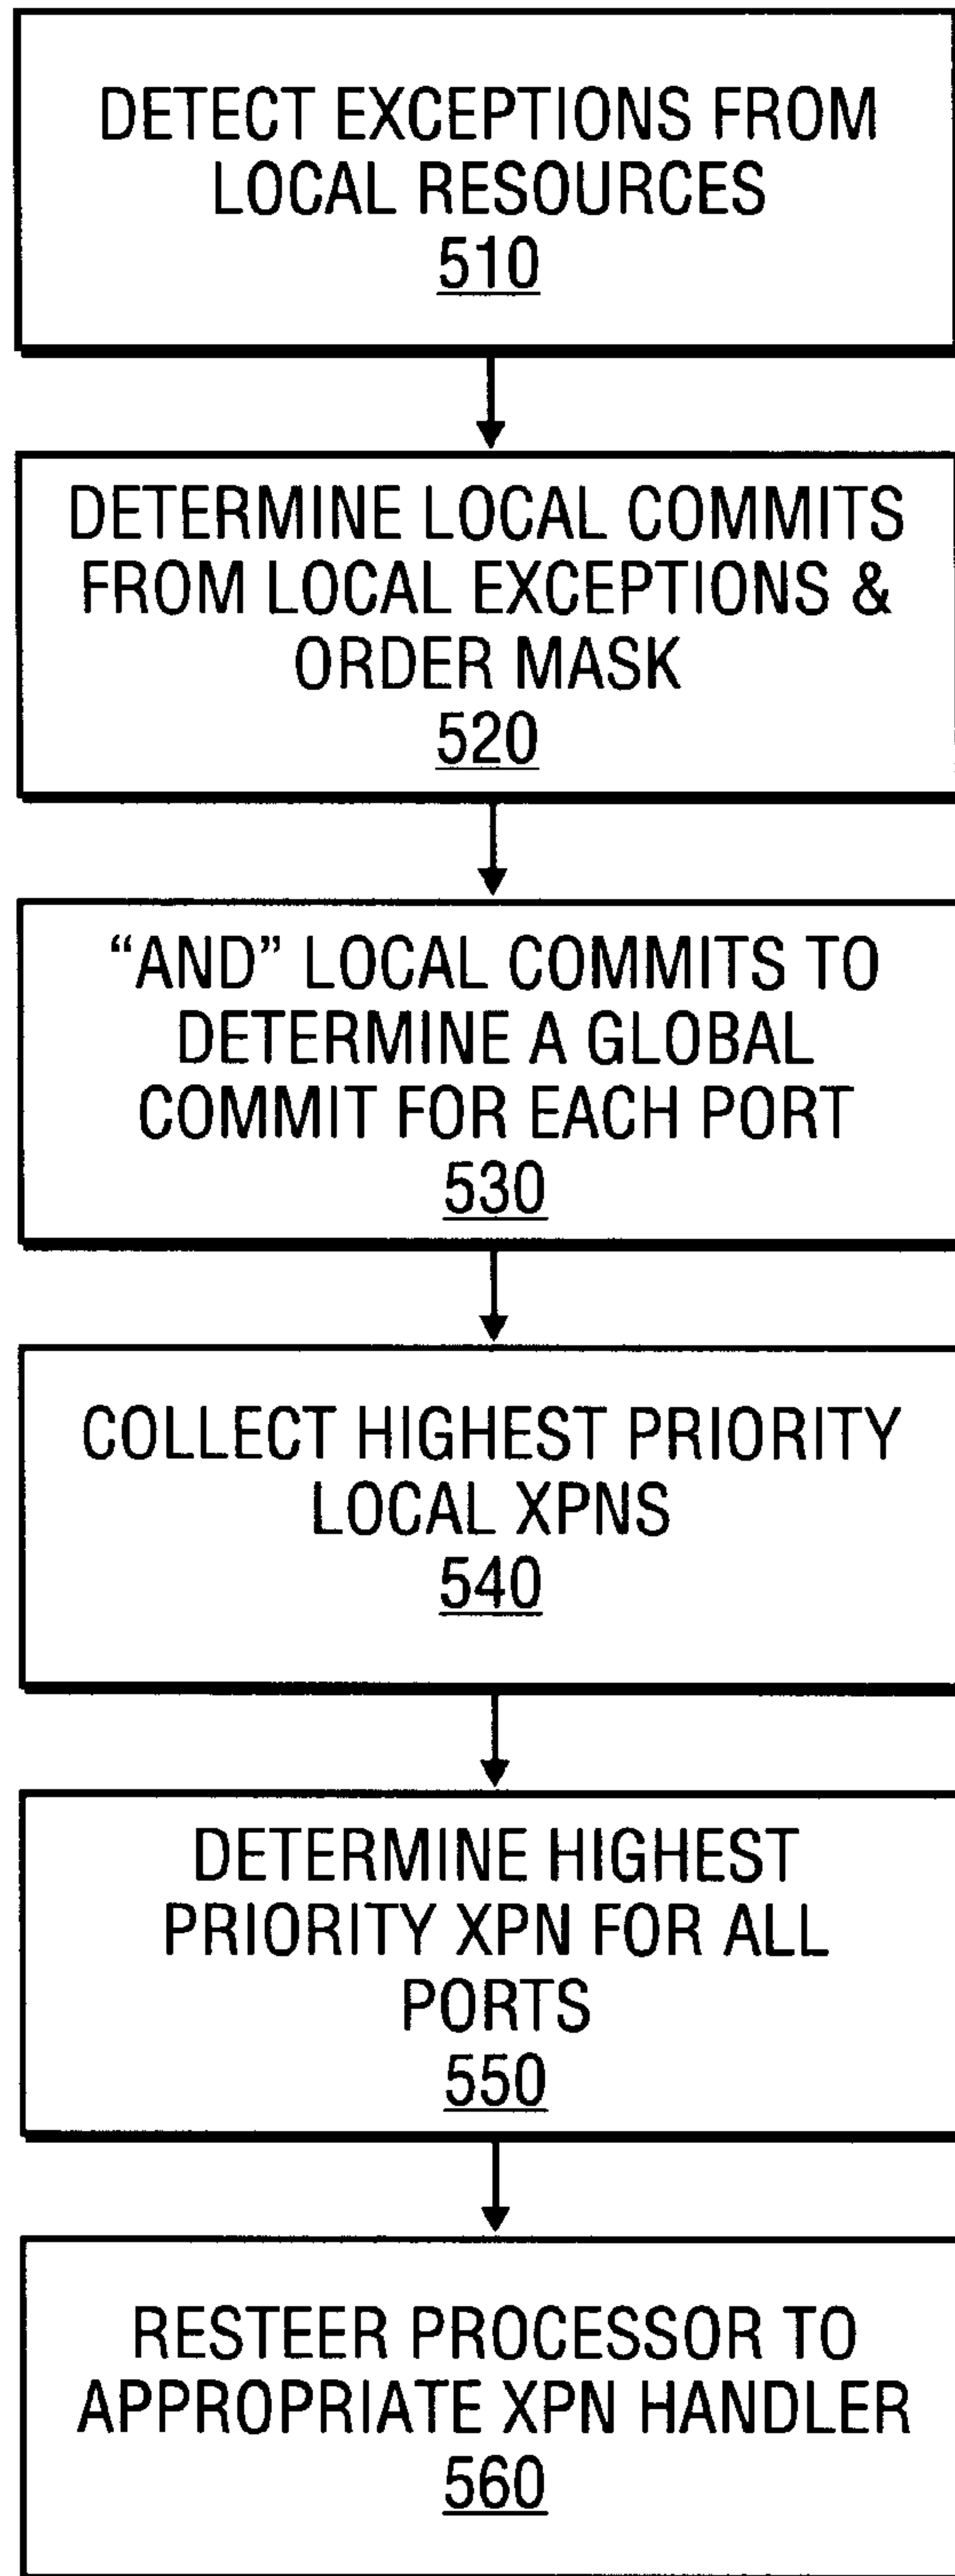 DETECT EXCEPTIONS FROM
LOCAL RESOURCES
510
DETERMINE LOCAL COMMITS
FROM LOCAL EXCEPTIONS &
ORDER MASK
520
“AND” LOCAL COMMITS TO
DETERMINE A GLOBAL
COMMIT FOR EACH PORT
530
COLLECT HIGHEST PRIORITY
LOCAL XPNS
540
DETERMINE HIGHEST
PRIORITY XPN FOR ALL
PORTS
550
RESTEER PROCESSOR TO
APPROPRIATE XPN HANDLER
560